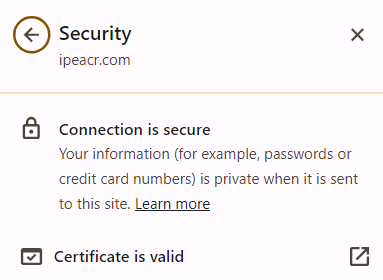 Security
ipeacr.com
Connection is secure
Your information (for example, passwords or
credit card numbers) is private when it is sent
to this site. Learn more
Certificate is valid